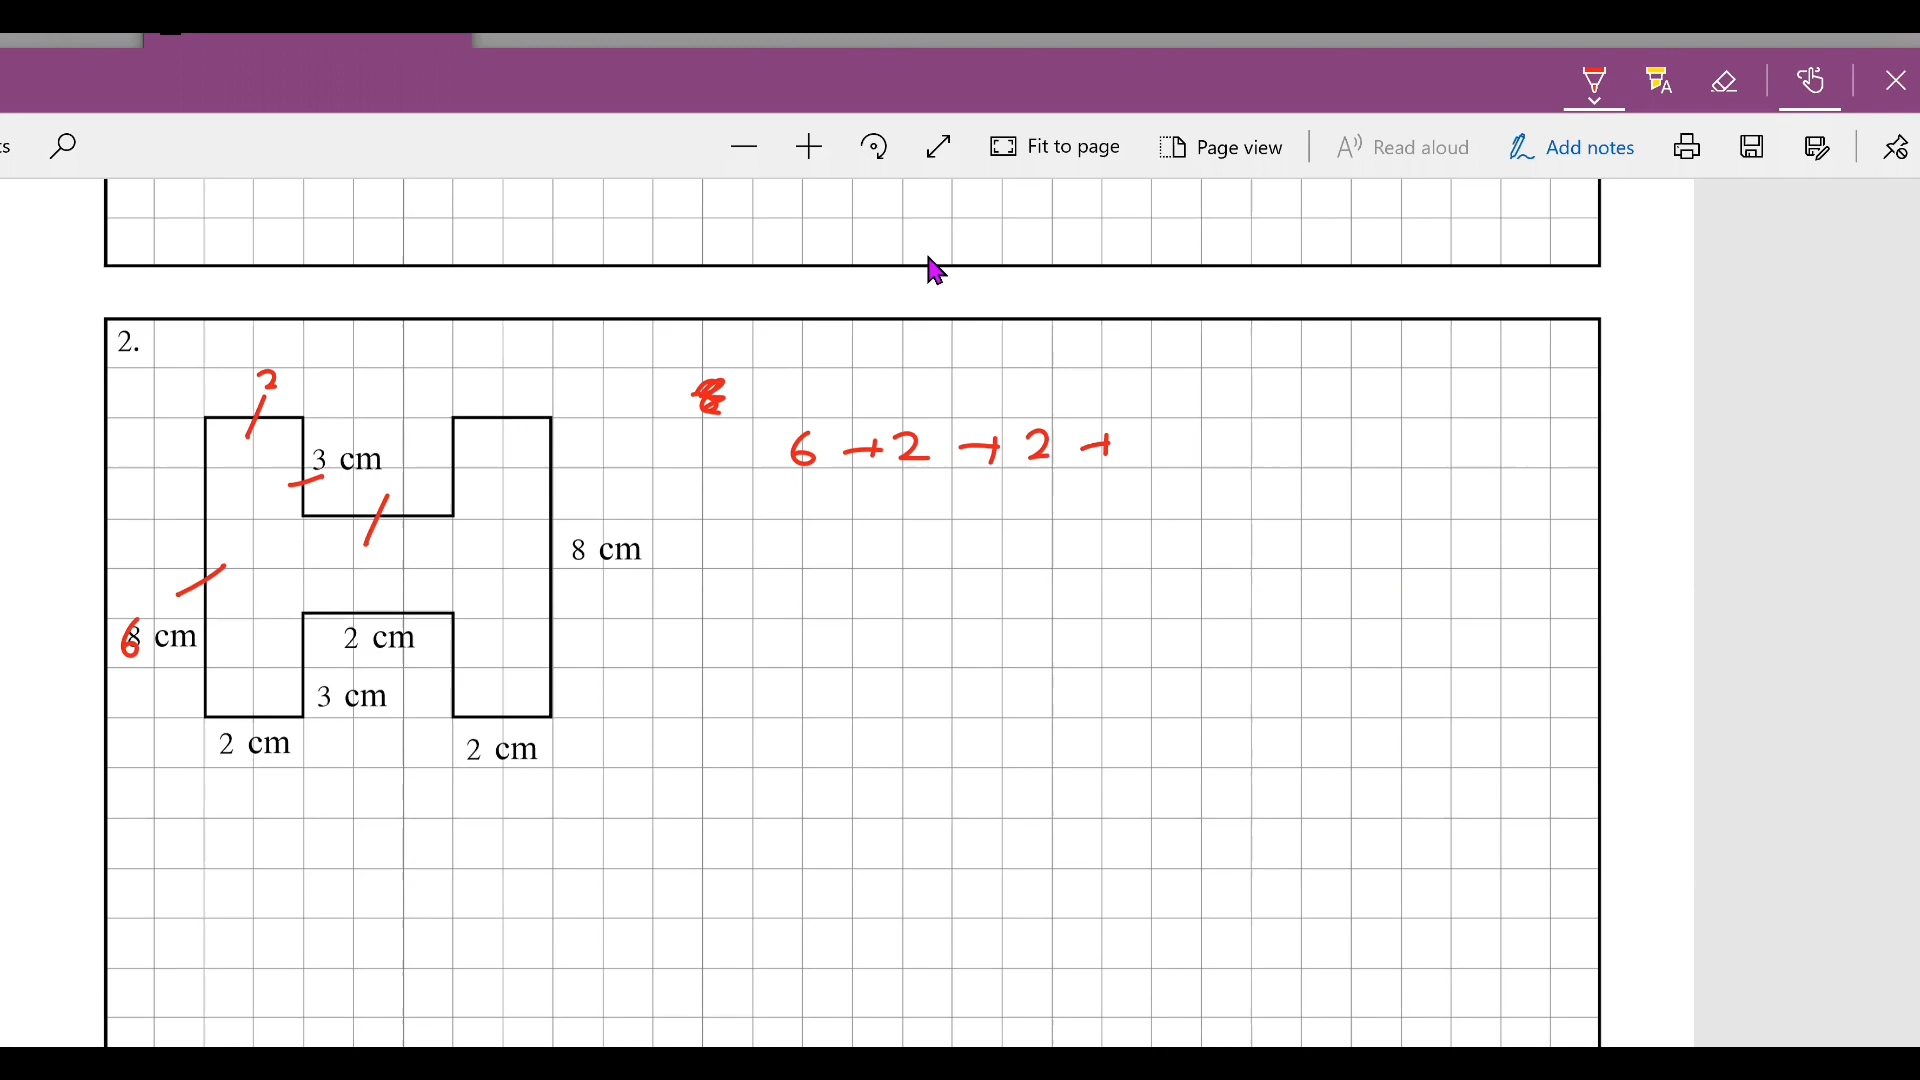 s
Fit to page
Page view
Read aloud
Add notes
2.
2
3 cm
6 + 2 + 2 +
8 cm
6 cm
2 cm
3 cm
2 cm
2 cm